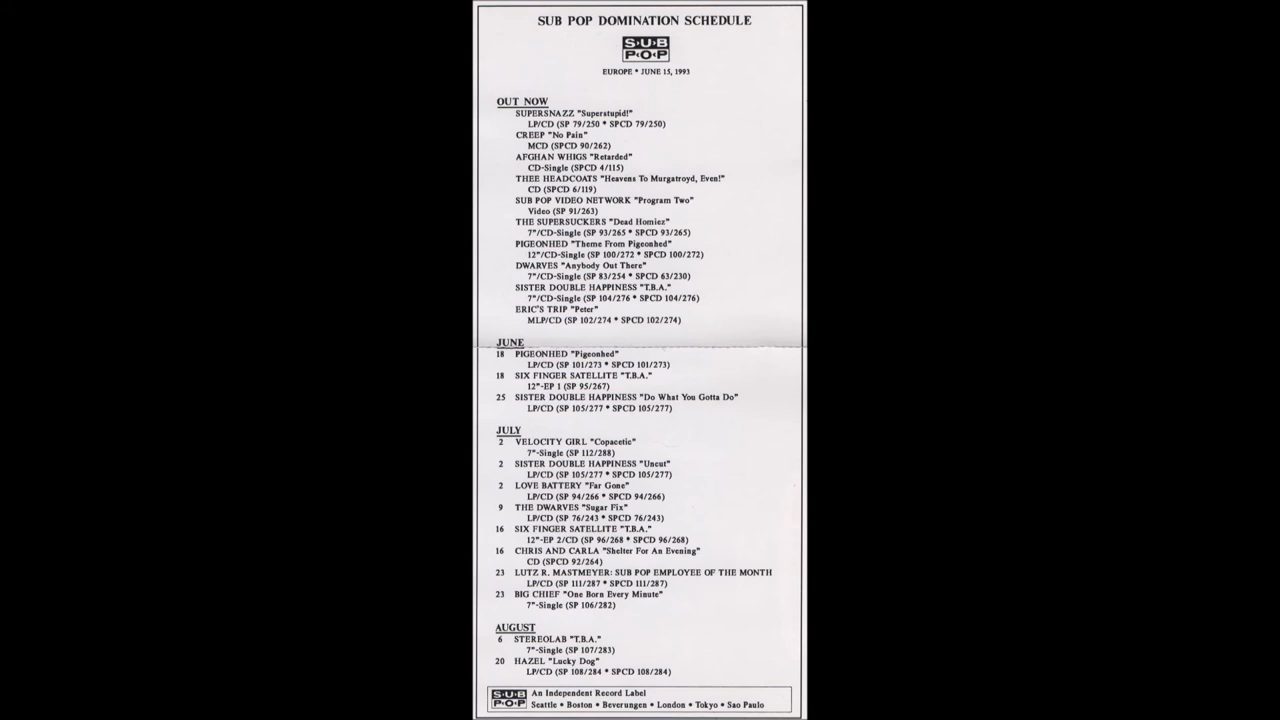 SUB POP DOMINATION SCHEDULE
S·U·B
P·O·P
EUROPE * JUNE 15, 1993
OUT NOW
SUPERSNAZZ "Superstupid!"
LP/CD (SP 79/250 * SPCD 79/250)
CREEP "No Pain"
MCD (SPCD 90/262)
AFGHAN WHIGS "Retarded"
CD-Single (SPCD 4/115)
THEE HEADCOATS "Heavens To Murgatroyd, Even!"
CD (SPCD 6/119)
SUB POP VIDEO NETWORK "Program Two"
Video (SP 91/263)
THE SUPERSUCKERS "Dead Homiez"
7"/CD-Single (SP 93/265 * SPCD 93/265)
PIGEONHED "Theme From Pigeonhed"
12"/CD-Single (SP 100/272 * SPCD 100/272)
DWARVES "Anybody Out There"
7"/CD-Single (SP 83/254 * SPCD 63/230)
SISTER DOUBLE HAPPINESS "T.B.A."
7"/CD-Single (SP 104/276 * SPCD 104/276)
ERIC'S TRIP "Peter"
MLP/CD (SP 102/274 * SPCD 102/274)
JUNE
18 PIGEONHED "Pigeonhed"
LP/CD (SP 101/273 * SPCD 101/273)
18 SIX FINGER SATELLITE "T.B.A."
12"-EP 1 (SP 95/267)
25 SISTER DOUBLE HAPPINESS "Do What You Gotta Do"
LP/CD (SP 105/277 * SPCD 105/277)
JULY
2 VELOCITY GIRL "Copacetic"
7"-Single (SP 112/288)
2 SISTER DOUBLE HAPPINESS "Uncut"
LP/CD (SP 105/277 * SPCD 105/277)
2 LOVE BATTERY "Far Gone"
LP/CD (SP 94/266 * SPCD 94/266)
9 THE DWARVES "Sugar Fix"
LP/CD (SP 76/243 * SPCD 76/243)
16 SIX FINGER SATELLITE "T.B.A."
12"-EP 2/CD (SP 96/268 * SPCD 96/268)
16 CHRIS AND CARLA "Shelter For An Evening"
CD (SPCD 92/264)
23 LUTZ R. MASTMEYER: SUB POP EMPLOYEE OF THE MONTH
LP/CD (SP 111/287 * SPCD 111/287)
23 BIG CHIEF "One Born Every Minute"
7"-Single (SP 106/282)
AUGUST
6 STEREOLAB "T.B.A."
7"-Single (SP 107/283)
20 HAZEL "Lucky Dog"
LP/CD (SP 108/284 * SPCD 108/284)
S·U·B
P·O·P
An Independent Record Label
Seattle • Boston • Beverungen • London • Tokyo • Sao Paulo